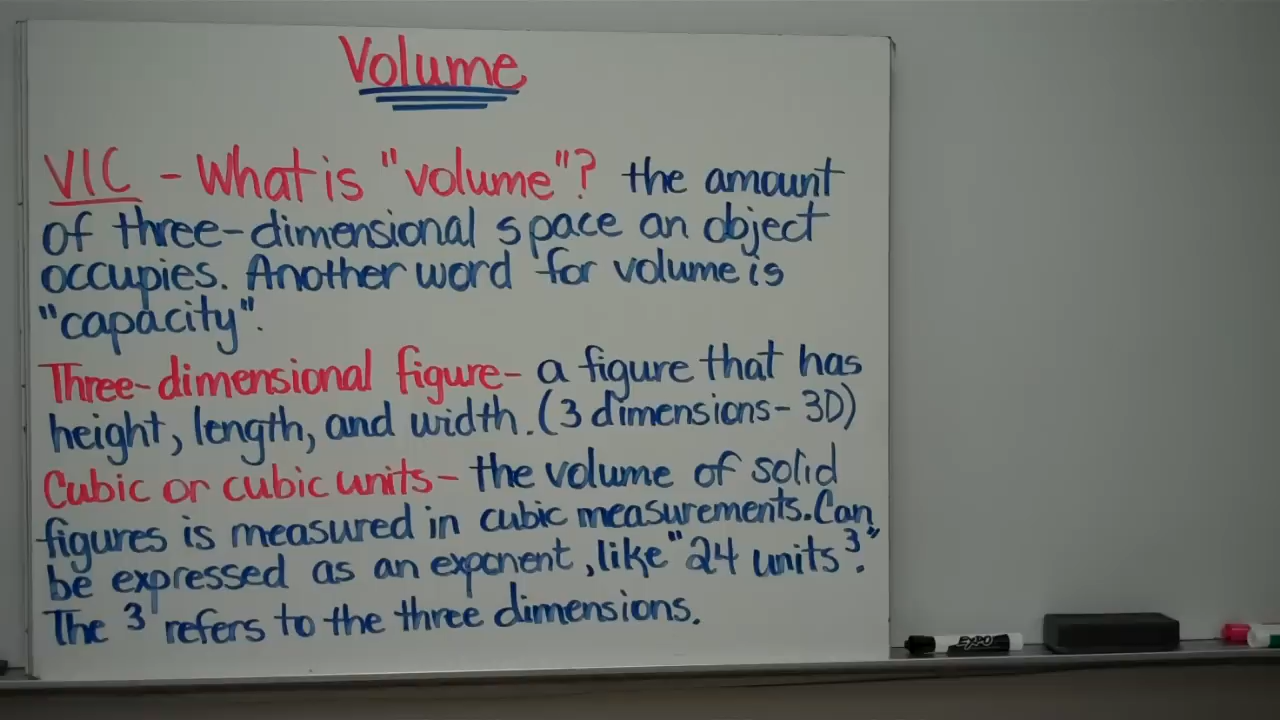 Volume
VIC - What is "volume"? the amount
of three-dimensional space an object
occupies. Another word for volume is
"capacity".
Three-dimensional figure- a figure that has
height, length, and width. (3 dimensions- 3D)
Cubic or cubic units- the volume of solid
figures is measured in cubic measurements. Can
be expressed as an exponent, like "24 units³".
The ³ refers to the three dimensions.
EXPO